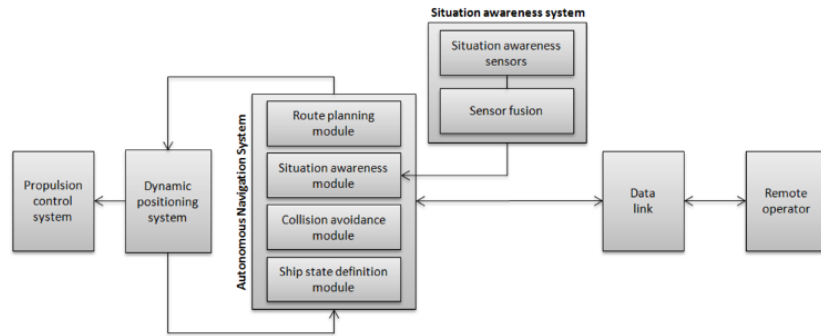 Situation awareness system
Situation awareness
sensors
Sensor fusion
Autonomous Navigation System
Route planning
module
Situation awareness
module
Collision avoidance
module
Ship state definition
module
Propulsion
control
system
Dynamic
positioning
system
Data
link
Remote
operator